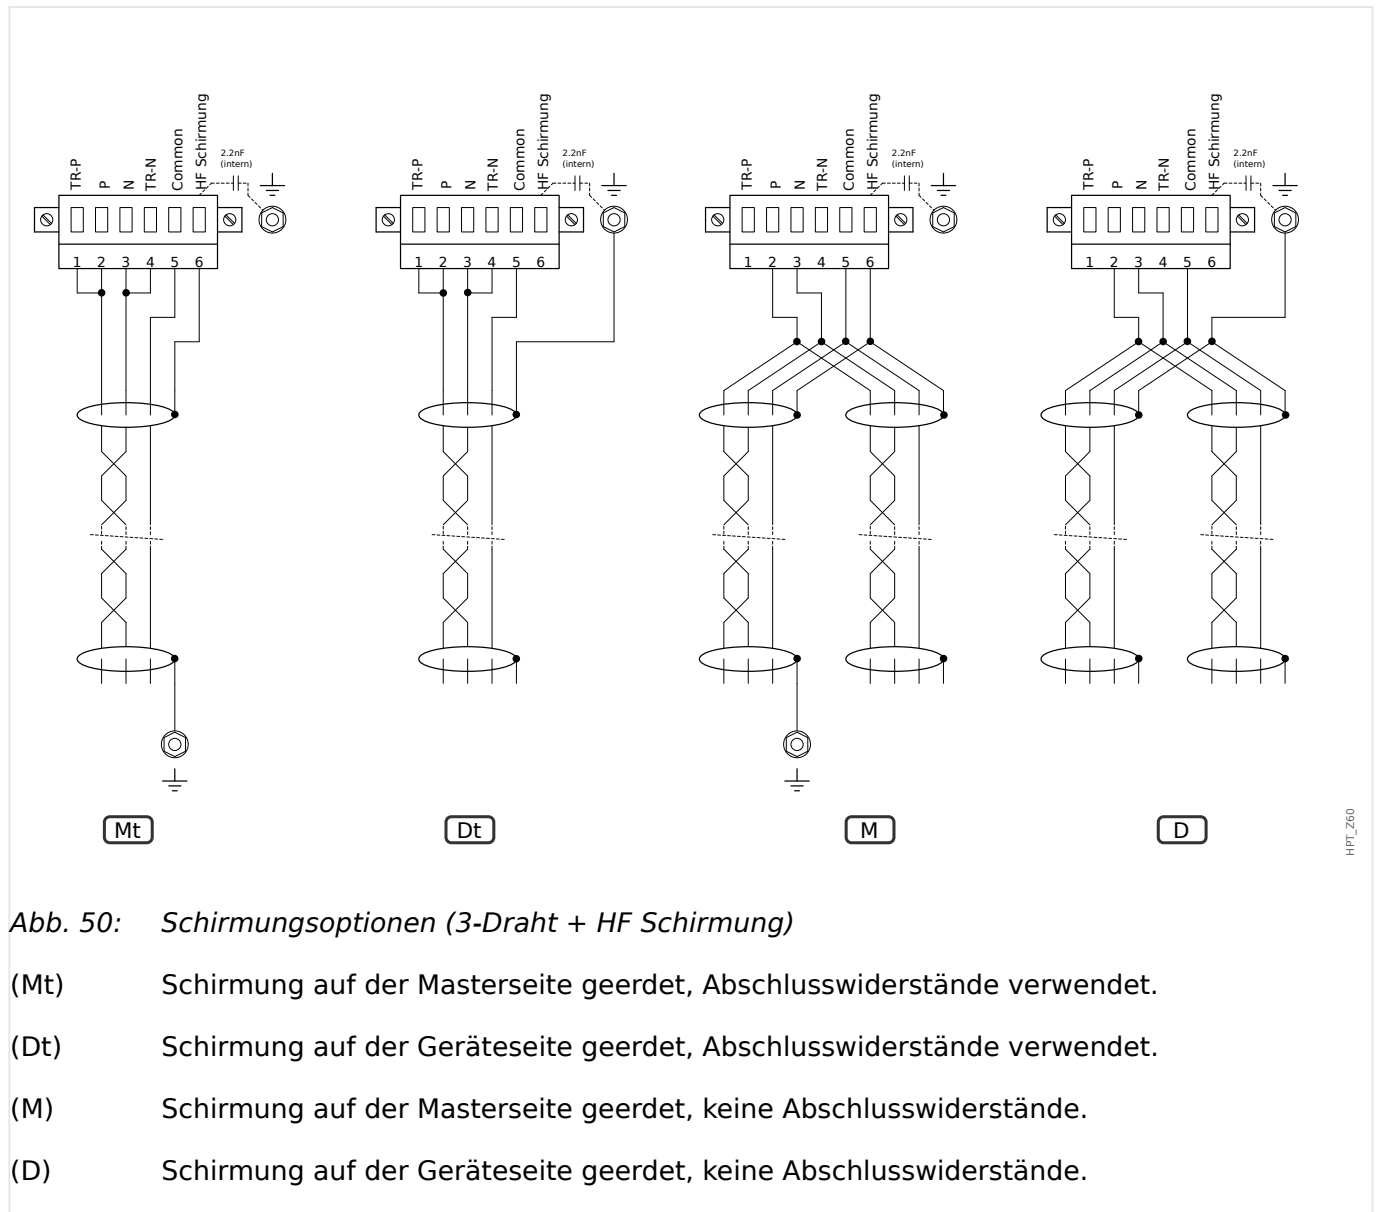 TR-P P N TR-N Common HF Schirmung 2.2nF (intern)
TR-P P N TR-N Common HF Schirmung 2.2nF (intern)
TR-P P N TR-N Common HF Schirmung 2.2nF (intern)
TR-P P N TR-N Common HF Schirmung 2.2nF (intern)
1 2 3 4 5 6
1 2 3 4 5 6
1 2 3 4 5 6
1 2 3 4 5 6
Mt
Dt
M
D
HPT_Z60
Abb. 50: Schirmungsoptionen (3-Draht + HF Schirmung)
(Mt) Schirmung auf der Masterseite geerdet, Abschlusswiderstände verwendet.
(Dt) Schirmung auf der Geräteseite geerdet, Abschlusswiderstände verwendet.
(M) Schirmung auf der Masterseite geerdet, keine Abschlusswiderstände.
(D) Schirmung auf der Geräteseite geerdet, keine Abschlusswiderstände.